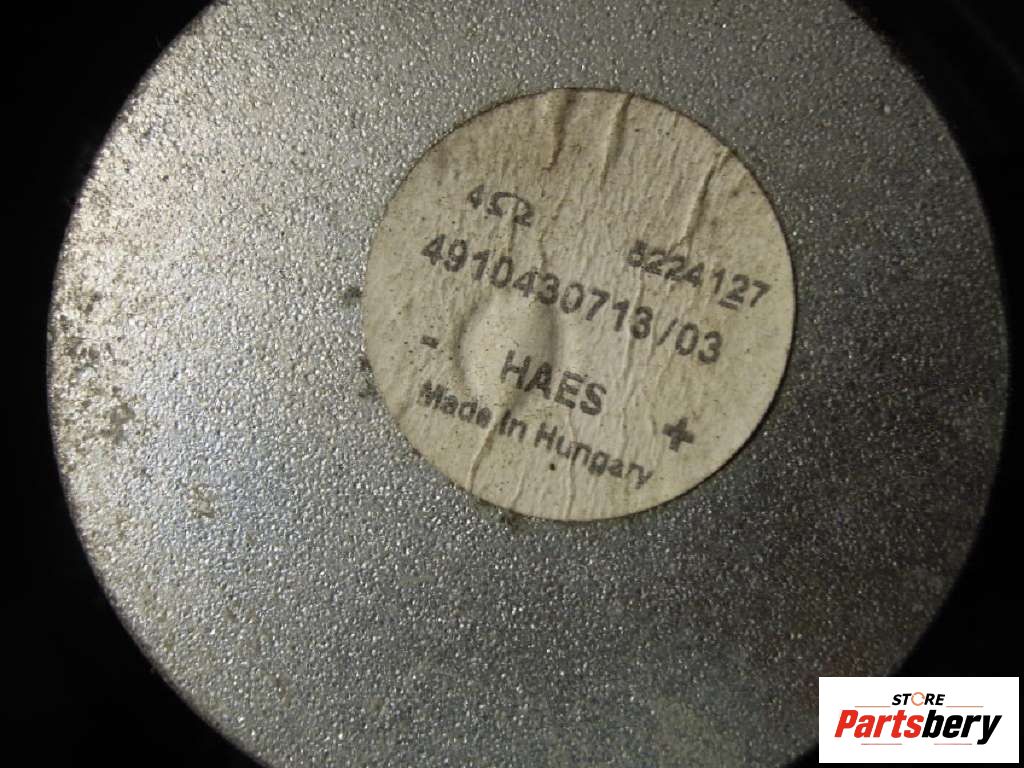 4Ω
5224127
4910430713/03
- HAES +
Made in Hungary
STORE
Partsbery